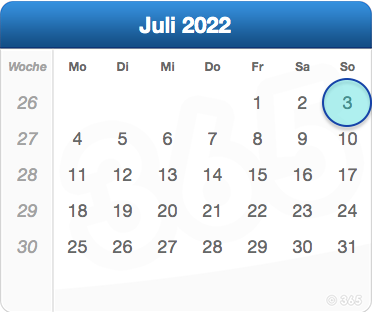 Juli 2022
Woche Mo Di Mi Do Fr Sa So
26 1 2 3
27 4 5 6 7 8 9 10
28 11 12 13 14 15 16 17
29 18 19 20 21 22 23 24
30 25 26 27 28 29 30 31
© 365